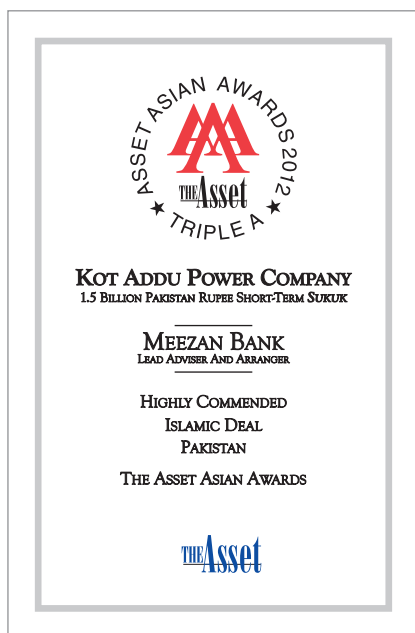 ASSET ASIAN AWARDS 2012
AAA
THE Asset
★ TRIPLE A ★
KOT ADDU POWER COMPANY
1.5 BILLION PAKISTAN RUPEE SHORT-TERM SUKUK
MEEZAN BANK
LEAD ADVISER AND ARRANGER
HIGHLY COMMENDED
ISLAMIC DEAL
PAKISTAN
THE ASSET ASIAN AWARDS
THE Asset